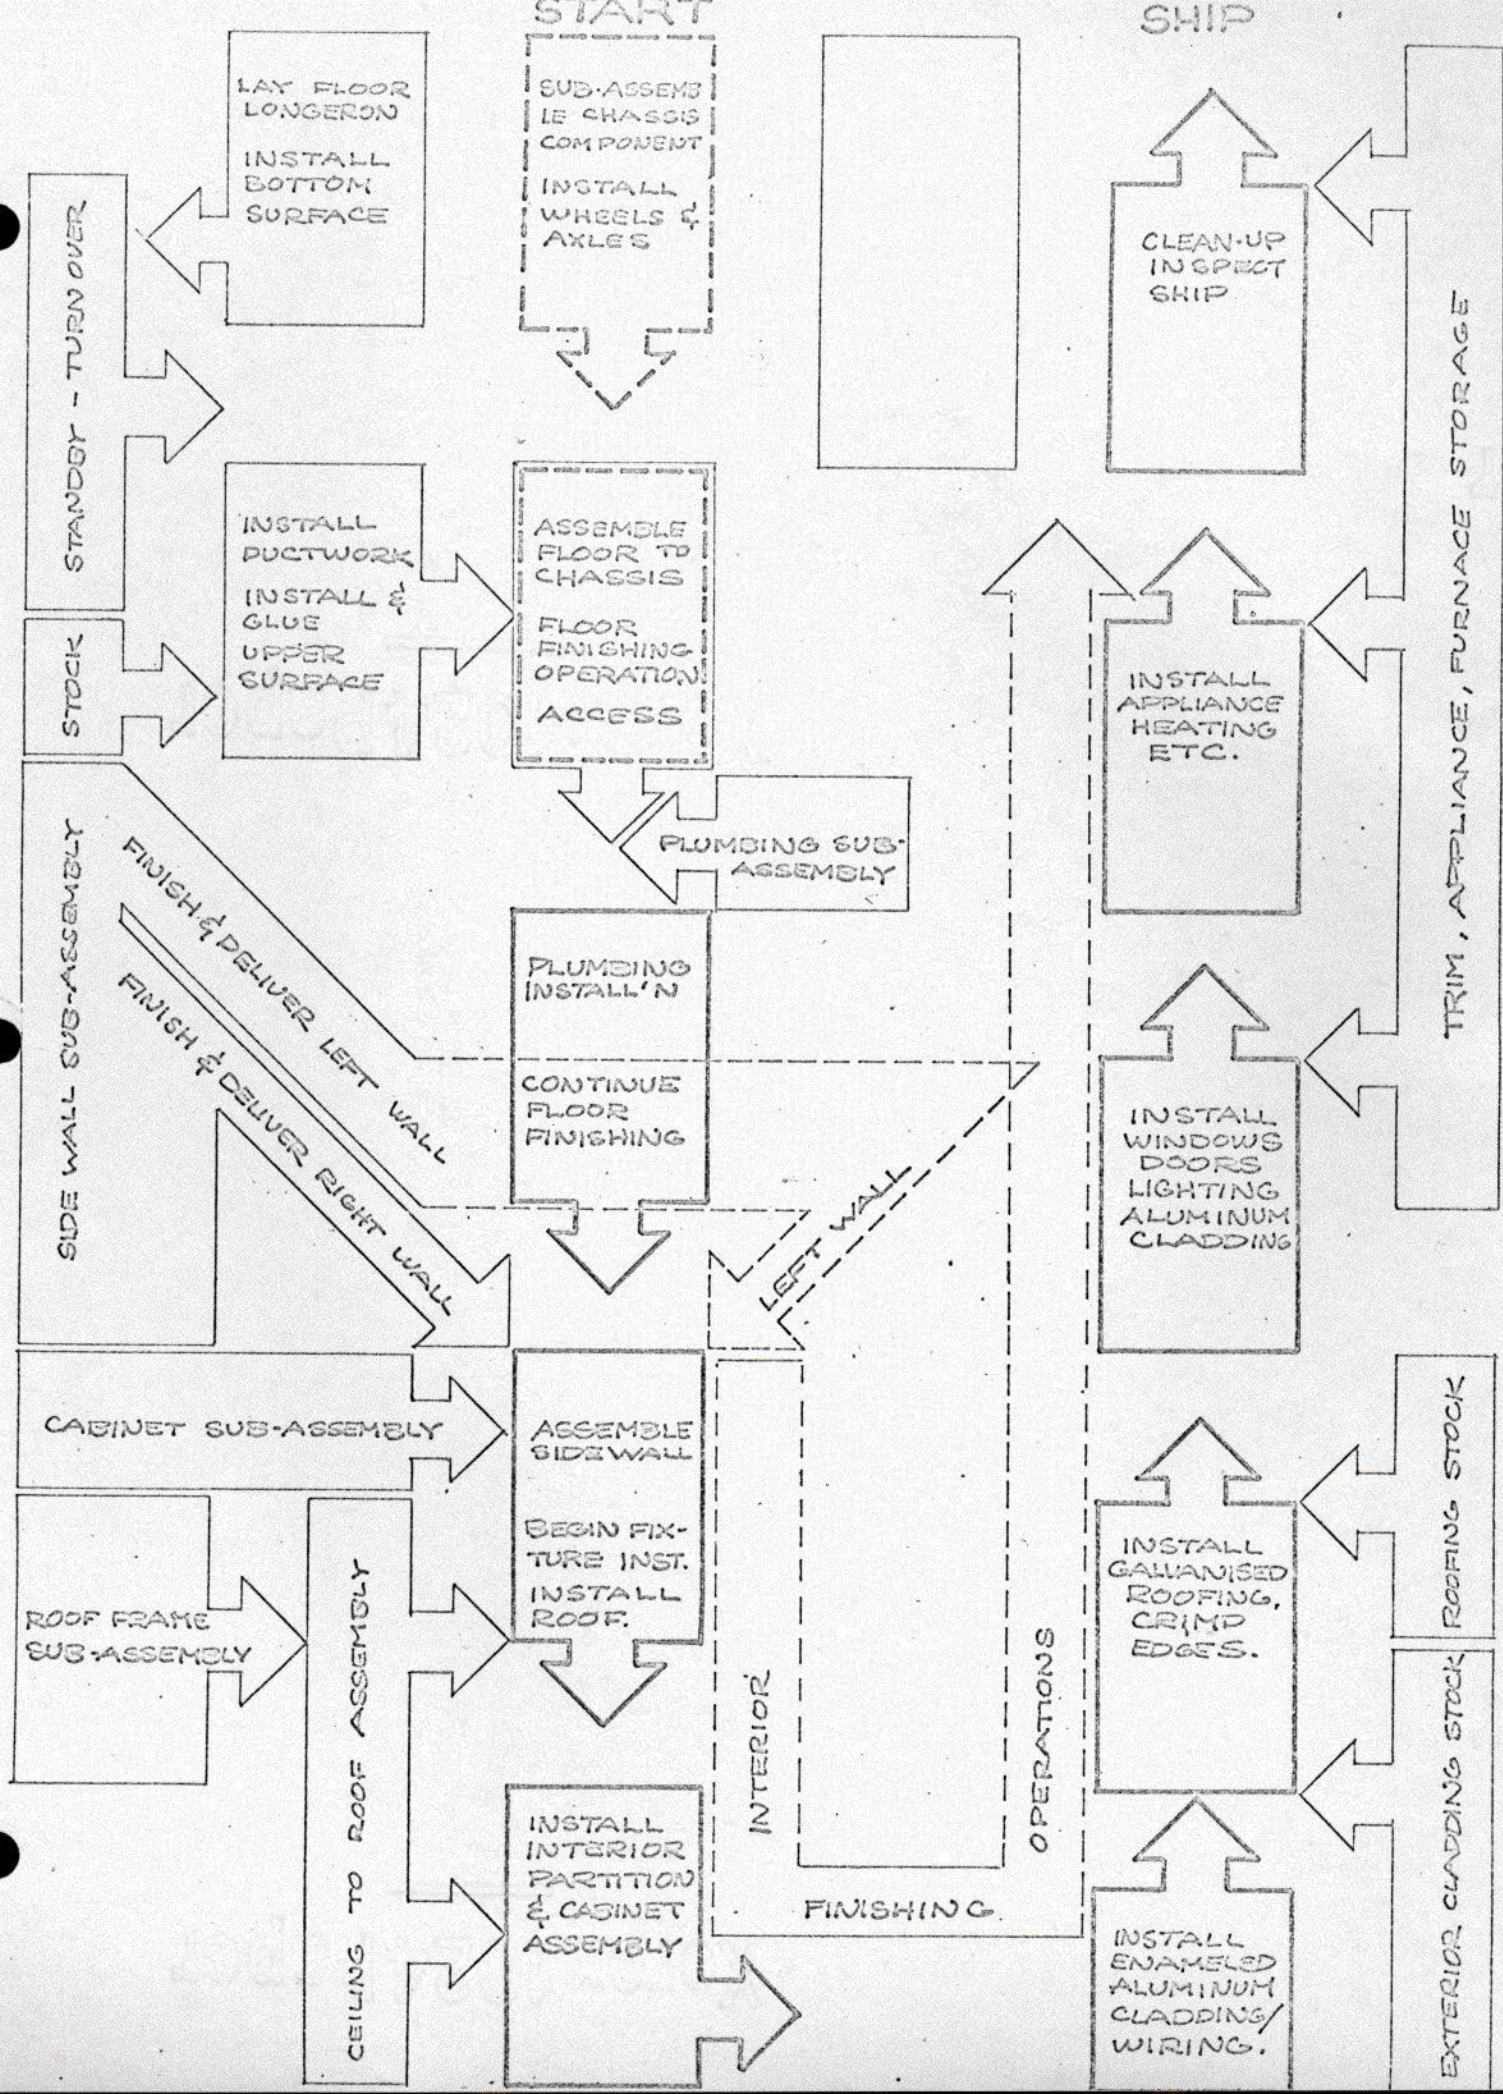 START
SHIP
LAY FLOOR
LONGERON
INSTALL
BOTTOM
SURFACE
SUB-ASSEMB
LE CHASSIS
COMPONENT
INSTALL
WHEELS &
AXLES
CLEAN-UP
INSPECT
SHIP
STANDBY - TURN OVER
TRIM, APPLIANCE, FURNACE STORAGE
INSTALL
DUCTWORK
INSTALL &
GLUE
UPPER
SURFACE
ASSEMBLE
FLOOR TO
CHASSIS
FLOOR
FINISHING
OPERATION
ACCESS
STOCK
INSTALL
APPLIANCE
HEATING
ETC.
PLUMBING SUB-
ASSEMBLY
SIDE WALL SUB-ASSEMBLY
FINISH & DELIVER LEFT WALL
FINISH & DELIVER RIGHT WALL
PLUMBING
INSTALL'N
CONTINUE
FLOOR
FINISHING
LEFT WALL
INSTALL
WINDOWS
DOORS
LIGHTING
ALUMINUM
CLADDING
CABINET SUB-ASSEMBLY
ASSEMBLE
SIDEWALL
BEGIN FIX-
TURE INST.
INSTALL
ROOF.
ROOF FRAME
SUB-ASSEMBLY
CEILING TO ROOF ASSEMBLY
INTERIOR
FINISHING
OPERATIONS
INSTALL
GALVANISED
ROOFING,
CRIMP
EDGES.
ROOFING STOCK
INSTALL
INTERIOR
PARTITION
& CABINET
ASSEMBLY
INSTALL
ENAMELED
ALUMINUM
CLADDING/
WIRING.
EXTERIOR CLADDING STOCK